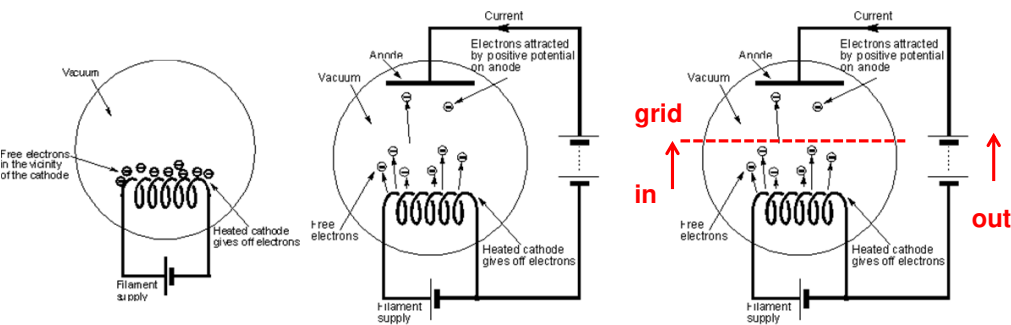 Vacuum
Free electrons
in the vicinity
of the cathode
Heated cathode
gives off electrons
Filament
supply
Current
Anode
Electrons attracted
by positive potential
on anode
Vacuum
Free
electrons
Heated cathode
gives off electrons
Filament
supply
Current
Anode
Electrons attracted
by positive potential
on anode
Vacuum
grid
in
out
Free
electrons
Heated cathode
gives off electrons
Filament
supply